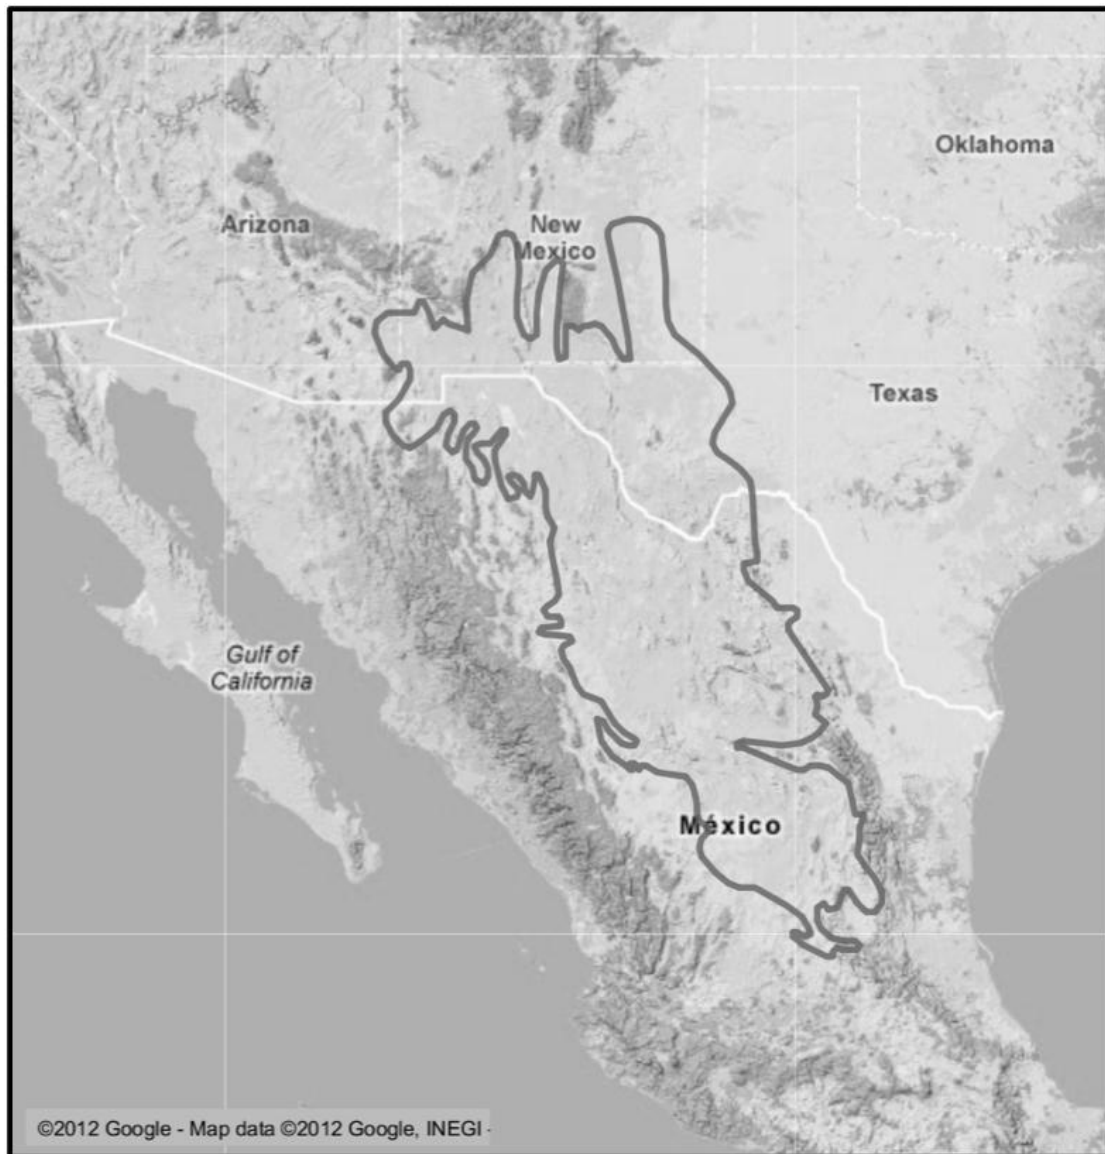 Oklahoma
Arizona
New
Mexico
Texas
Gulf of
California
México
©2012 Google - Map data ©2012 Google, INEGI -